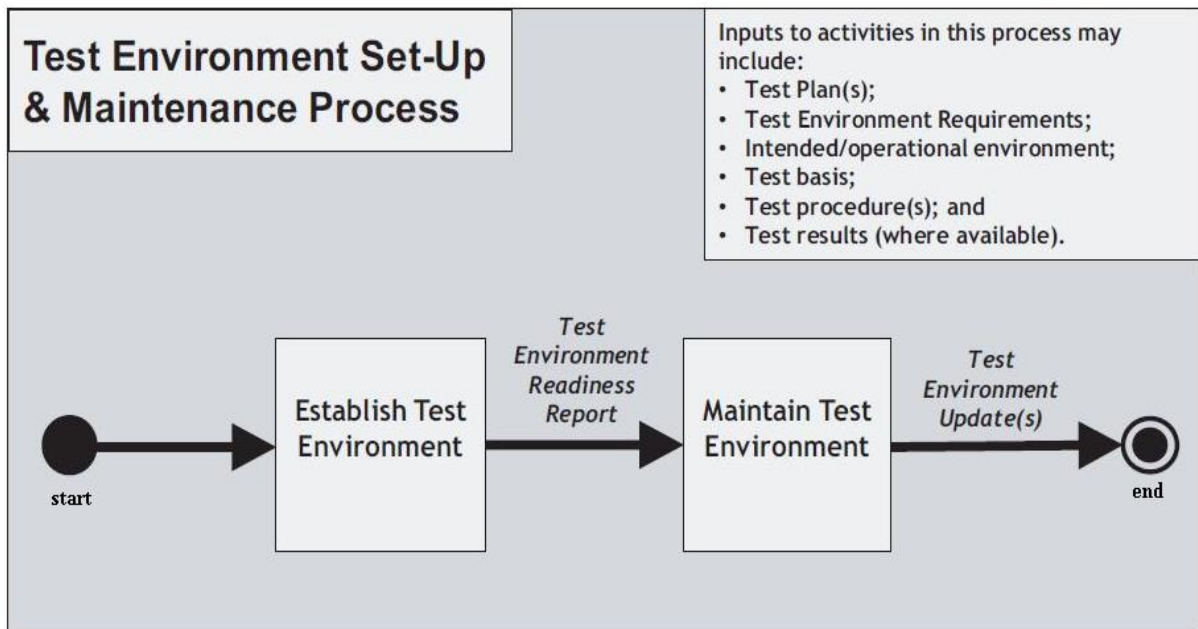 Test Environment Set-Up
& Maintenance Process
Inputs to activities in this process may
include:
• Test Plan(s);
• Test Environment Requirements;
• Intended/operational environment;
• Test basis;
• Test procedure(s); and
• Test results (where available).
start
Establish Test
Environment
Test
Environment
Readiness
Report
Maintain Test
Environment
Test
Environment
Update(s)
end